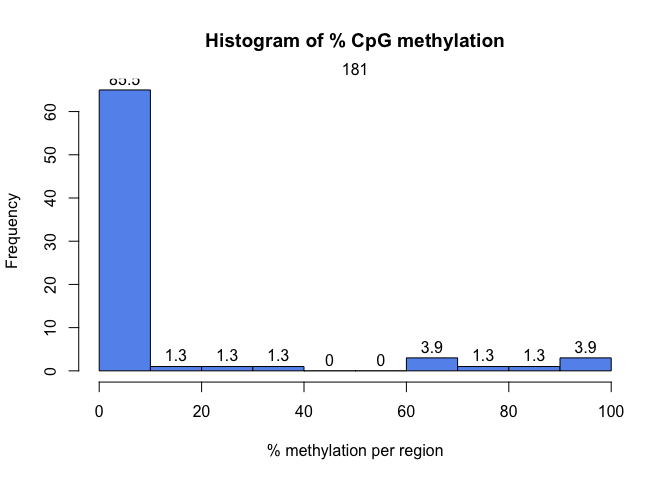 Histogram of % CpG methylation
181
85.5
1.3 1.3 1.3 0 0 3.9 1.3 1.3 3.9
Frequency
60
50
40
30
20
10
0
0 20 40 60 80 100
% methylation per region